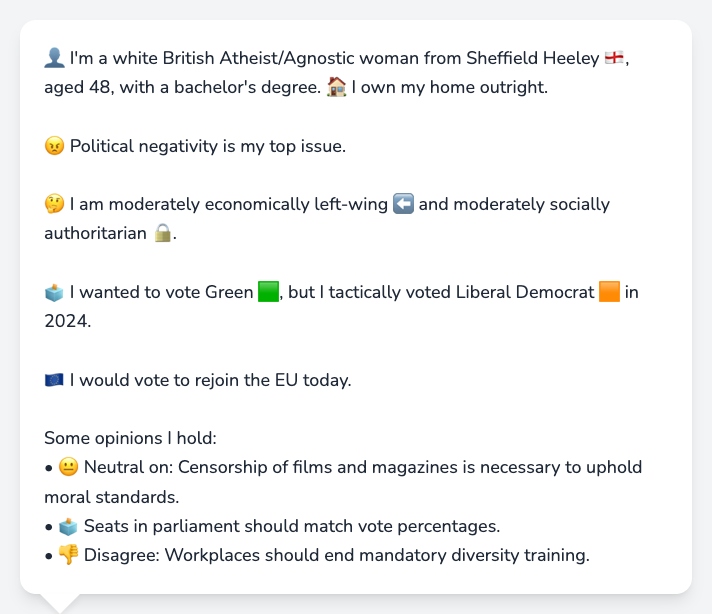 👤 I'm a white British Atheist/Agnostic woman from Sheffield Heeley 🏴󠁧󠁢󠁥󠁮󠁧󠁿,
aged 48, with a bachelor's degree. 🏠 I own my home outright.
😠 Political negativity is my top issue.
🤔 I am moderately economically left-wing ⬅️ and moderately socially
authoritarian 🔒.
🗳️ I wanted to vote Green 🟩, but I tactically voted Liberal Democrat 🟧 in
2024.
🇪🇺 I would vote to rejoin the EU today.
Some opinions I hold:
• 😐 Neutral on: Censorship of films and magazines is necessary to uphold
moral standards.
• 🗳️ Seats in parliament should match vote percentages.
• 👎 Disagree: Workplaces should end mandatory diversity training.